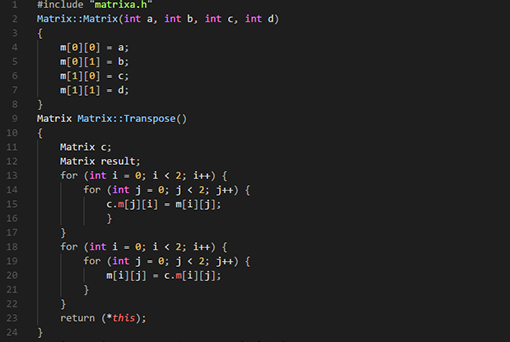 1 #include "matrixa.h"
2 Matrix::Matrix(int a, int b, int c, int d)
3 {
4 m[0][0] = a;
5 m[0][1] = b;
6 m[1][0] = c;
7 m[1][1] = d;
8 }
9 Matrix Matrix::Transpose()
10 {
11 Matrix c;
12 Matrix result;
13 for (int i = 0; i < 2; i++) {
14 for (int j = 0; j < 2; j++) {
15 c.m[j][i] = m[i][j];
16 }
17 }
18 for (int i = 0; i < 2; i++) {
19 for (int j = 0; j < 2; j++) {
20 m[i][j] = c.m[i][j];
21 }
22 }
23 return (*this);
24 }